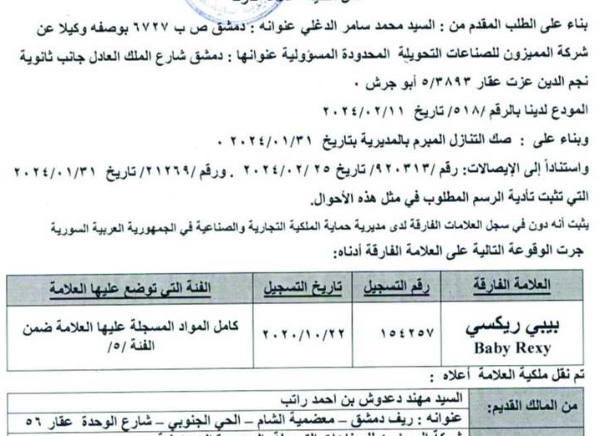 بناء على الطلب المقدم من : السيد محمد سامر الدغلي عنوانه : دمشق ص ب ٦٧٢٧ بوصفه وكيلا عن
شركة المميزون للصناعات التحويلة المحدودة المسؤولية عنوانها : دمشق شارع الملك العادل جانب ثانوية
نجم الدين عزت عقار ٥/٣٨٩٣ أبو جرش ٠
المودع لدينا بالرقم /٥١٨/ تاريخ ٢٠٢٤/٠٢/١١
وبناء على : صك التنازل المبرم بالمديرية بتاريخ ٢٠٢٤/٠١/٣١ ٠
واستناداً إلى الإيصالات: رقم /٩٢٠٣١٣/ تاريخ ٢٠٢٤/٠٢/٢٥ . ورقم /٢١٢٦٩/ تاريخ ٢٠٢٤/٠١/٣١
التي تثبت تأدية الرسم المطلوب في مثل هذه الأحوال.
يثبت أنه دون في سجل العلامات الفارقة لدى مديرية حماية الملكية التجارية والصناعية في الجمهورية العربية السورية
جرت الوقوعة التالية على العلامة الفارقة أدناه:
العلامة الفارقة رقم التسجيل تاريخ التسجيل الفئة التي توضع عليها العلامة
بيبي ريكسي
Baby Rexy
١٥٤٢٥٧ ٢٠٢٠/١٠/٢٢ كامل المواد المسجلة عليها العلامة ضمن
الفئة /٥/
تم نقل ملكية العلامة أعلاه :
من المالك القديم: السيد مهند دعدوش بن احمد راتب
عنوانه : ريف دمشق – معضمية الشام – الحي الجنوبي – شارع الوحدة عقار ٥٦